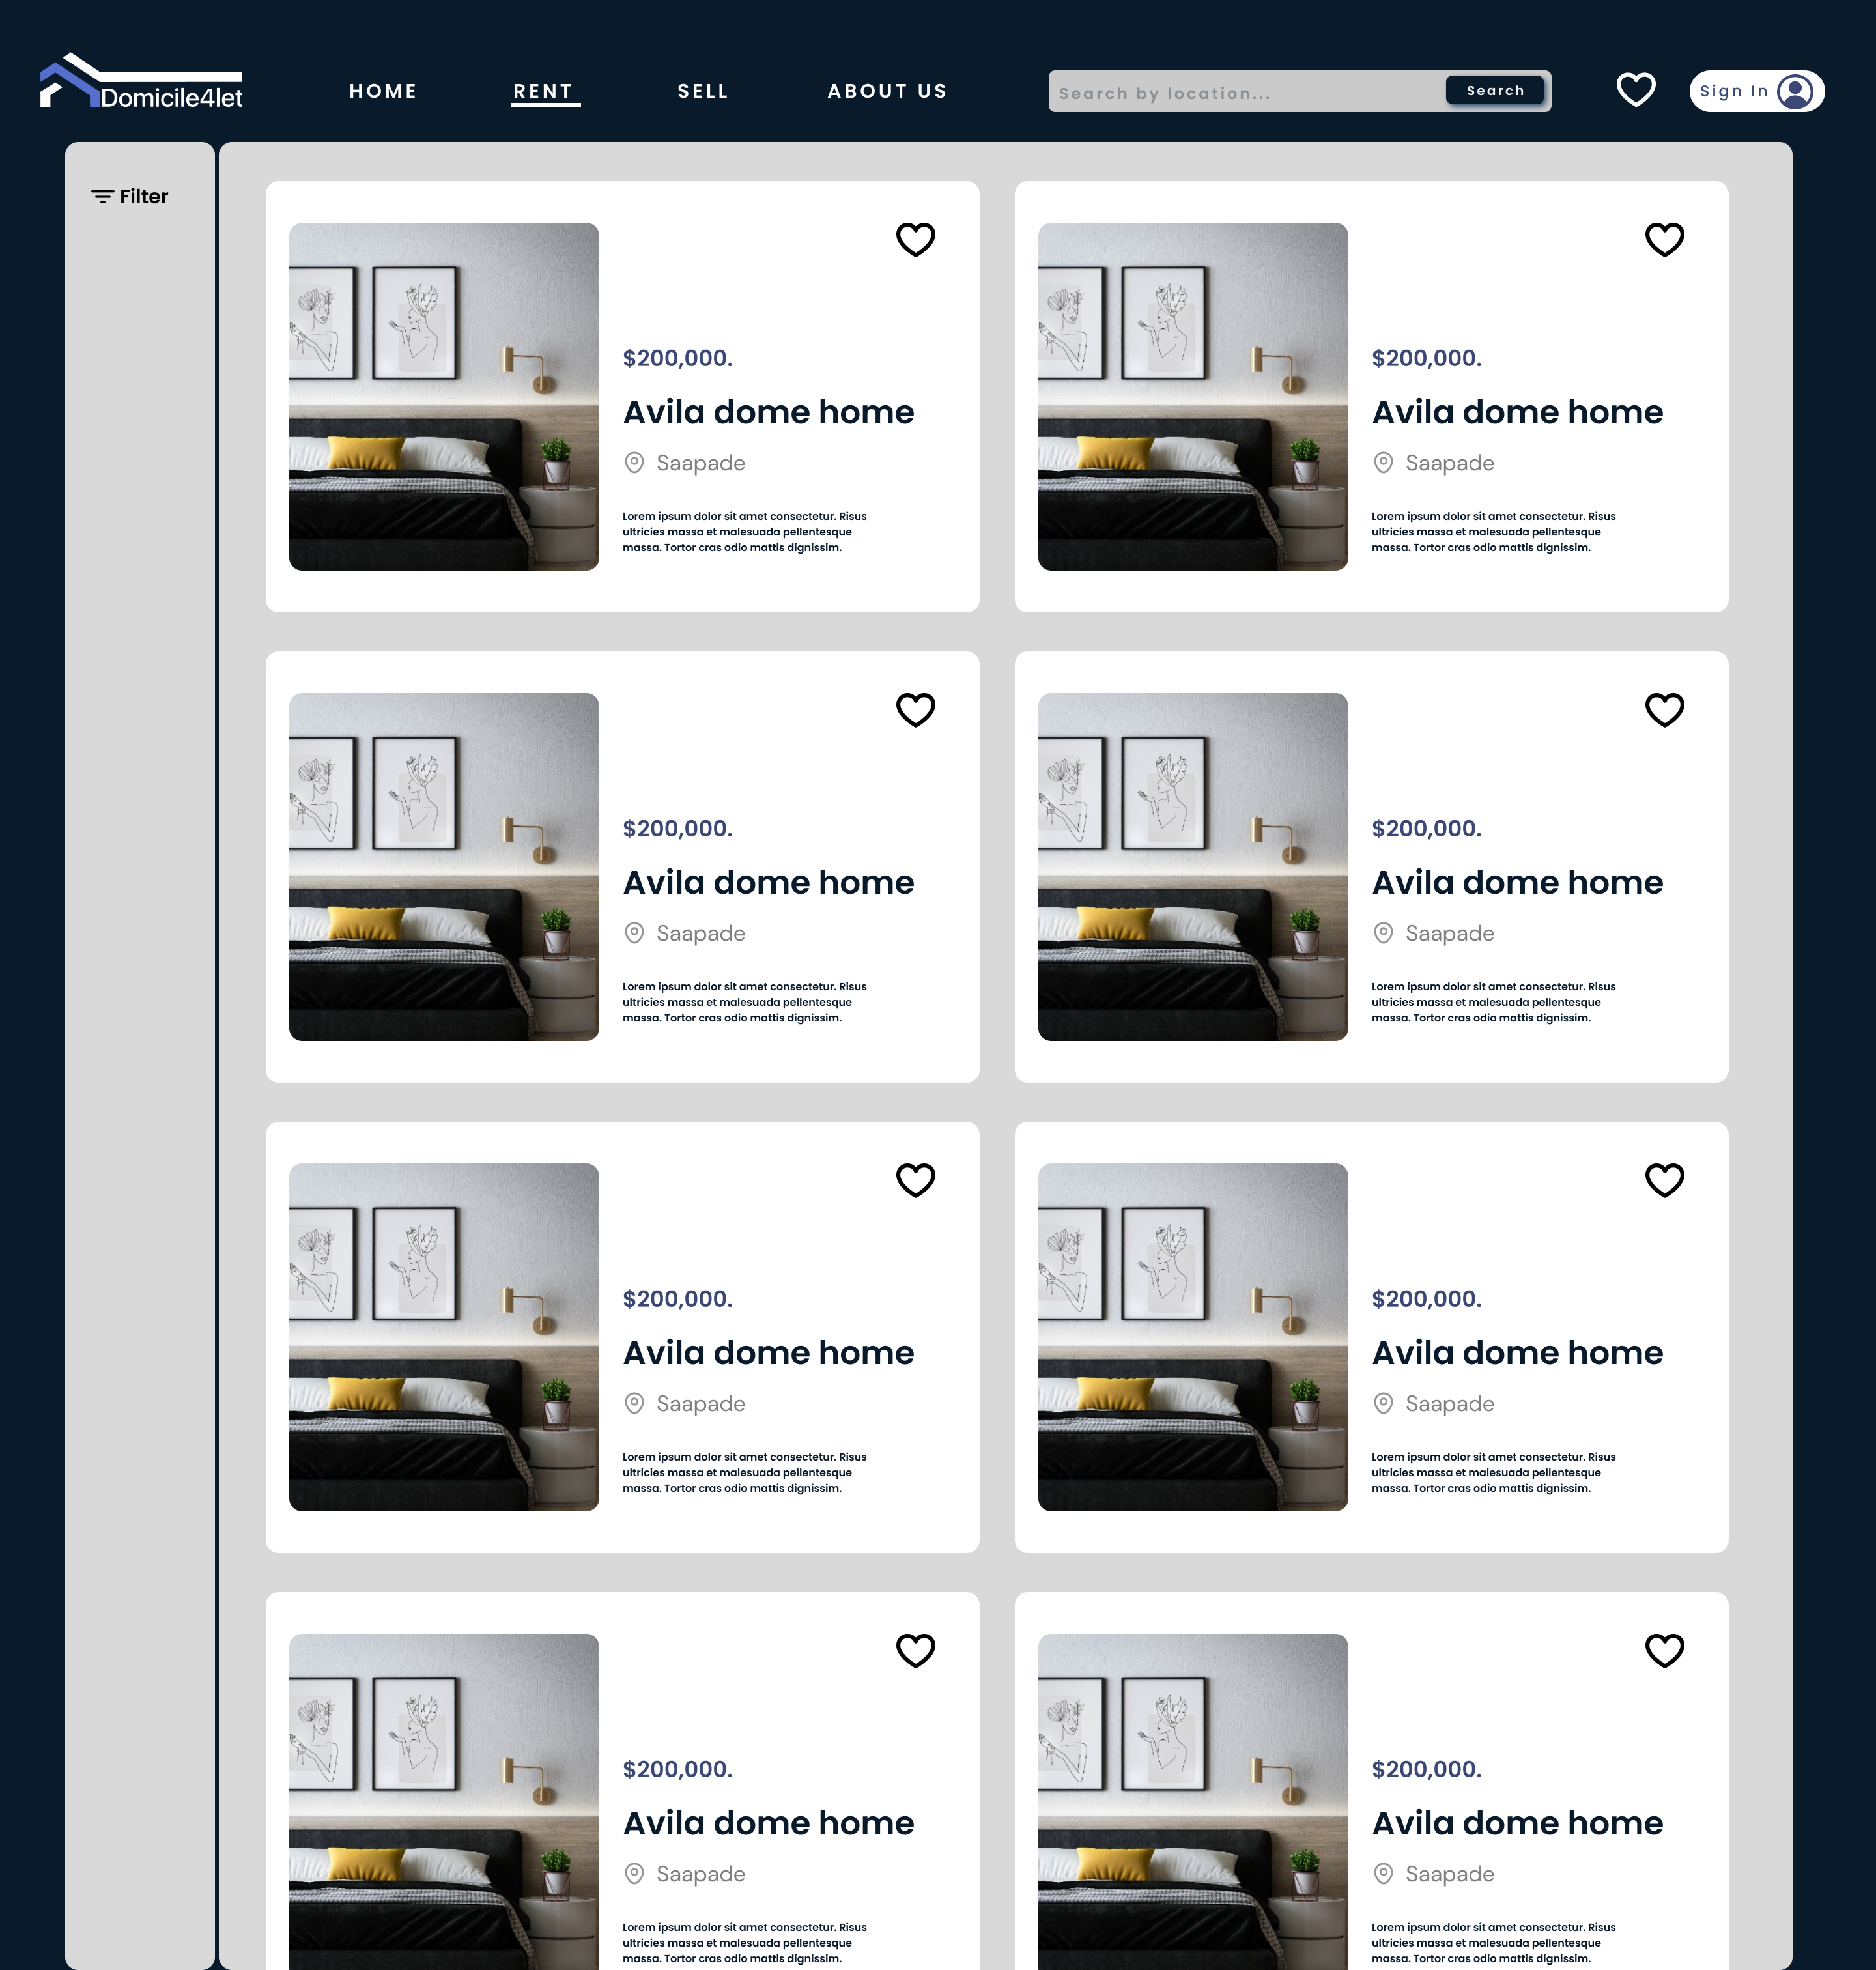 Domicile4let
HOME
RENT
SELL
ABOUT US
Search by location...
Search
Sign In
Filter
$200,000.
Avila dome home
Saapade
Lorem ipsum dolor sit amet consectetur. Risus
ultricies massa et malesuada pellentesque
massa. Tortor cras odio mattis dignissim.
$200,000.
Avila dome home
Saapade
Lorem ipsum dolor sit amet consectetur. Risus
ultricies massa et malesuada pellentesque
massa. Tortor cras odio mattis dignissim.
$200,000.
Avila dome home
Saapade
Lorem ipsum dolor sit amet consectetur. Risus
ultricies massa et malesuada pellentesque
massa. Tortor cras odio mattis dignissim.
$200,000.
Avila dome home
Saapade
Lorem ipsum dolor sit amet consectetur. Risus
ultricies massa et malesuada pellentesque
massa. Tortor cras odio mattis dignissim.
$200,000.
Avila dome home
Saapade
Lorem ipsum dolor sit amet consectetur. Risus
ultricies massa et malesuada pellentesque
massa. Tortor cras odio mattis dignissim.
$200,000.
Avila dome home
Saapade
Lorem ipsum dolor sit amet consectetur. Risus
ultricies massa et malesuada pellentesque
massa. Tortor cras odio mattis dignissim.
$200,000.
Avila dome home
Saapade
Lorem ipsum dolor sit amet consectetur. Risus
ultricies massa et malesuada pellentesque
massa. Tortor cras odio mattis dignissim.
$200,000.
Avila dome home
Saapade
Lorem ipsum dolor sit amet consectetur. Risus
ultricies massa et malesuada pellentesque
massa. Tortor cras odio mattis dignissim.